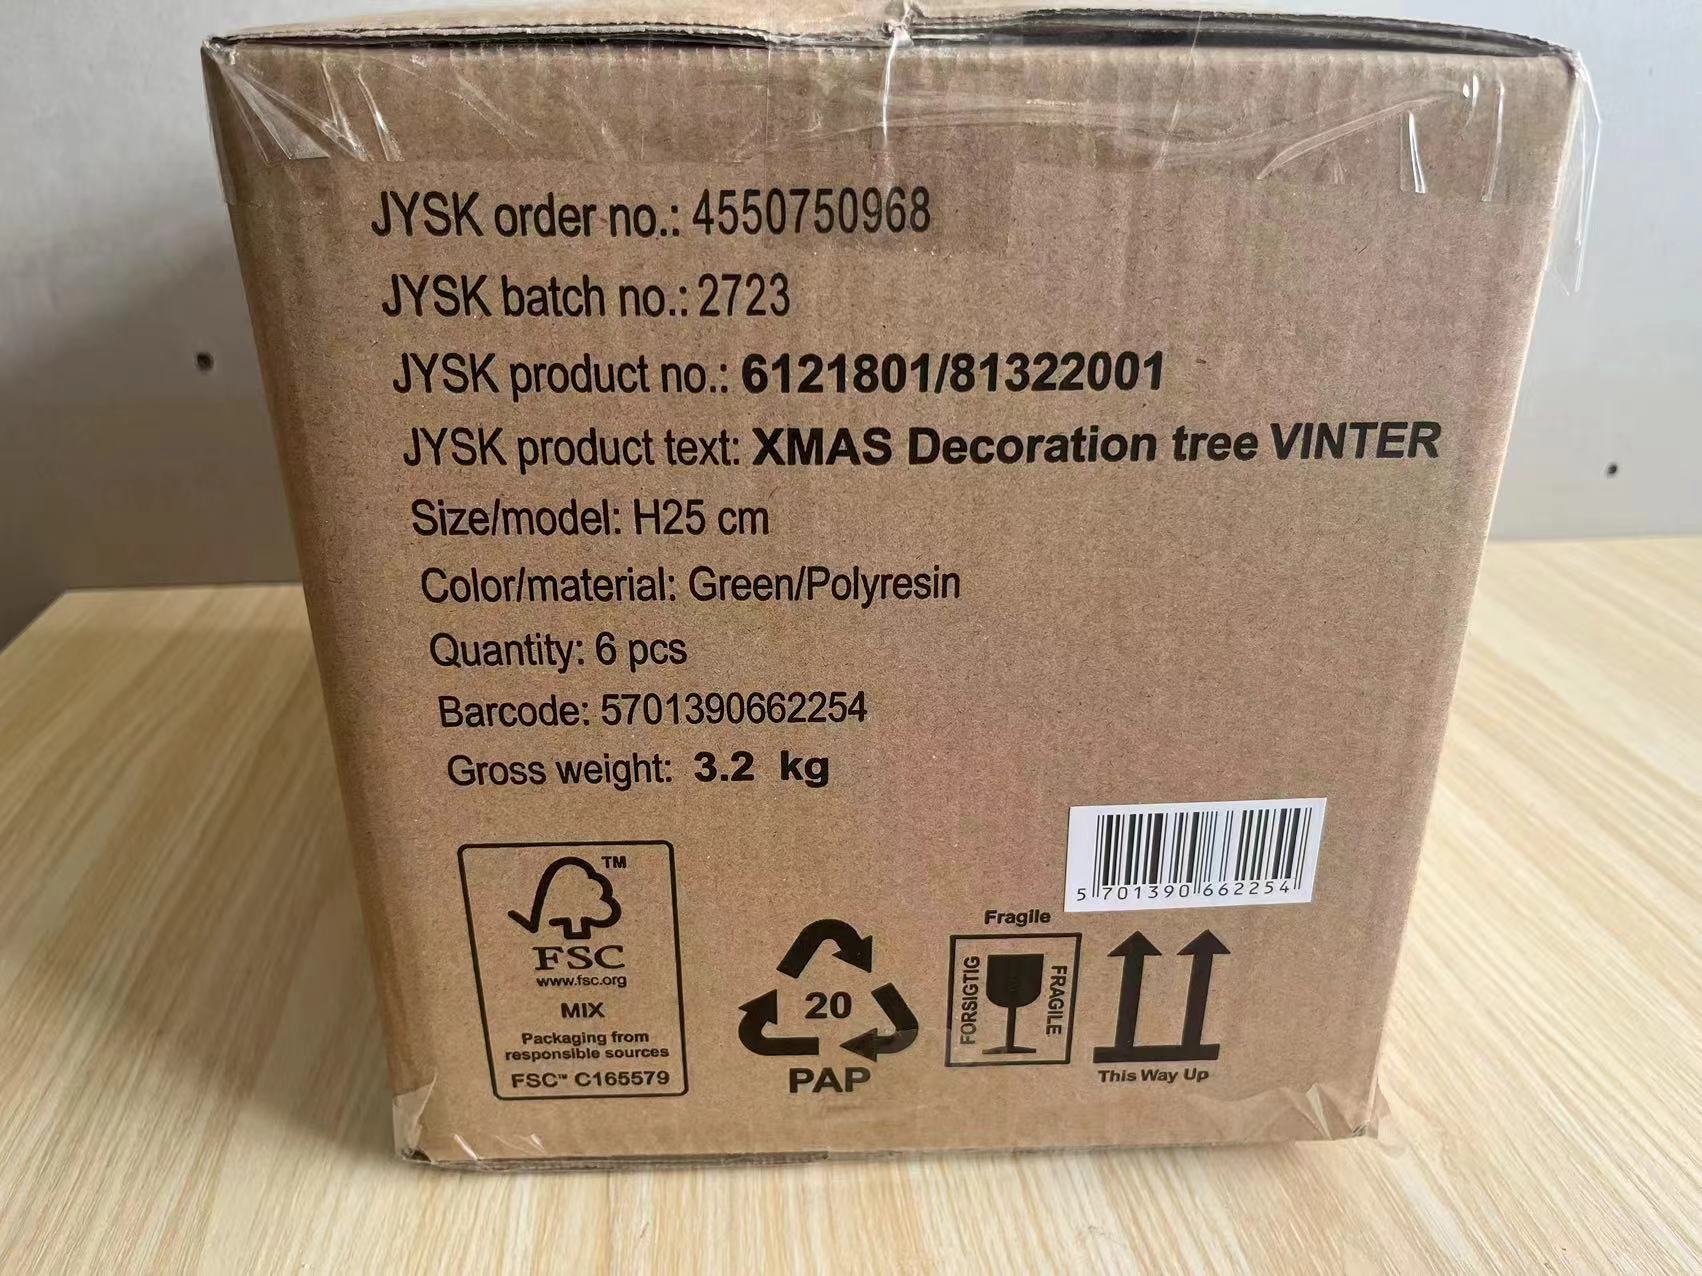 JYSK order no.: 4550750968
JYSK batch no.: 2723
JYSK product no.: 6121801/81322001
JYSK product text: XMAS Decoration tree VINTER
Size/model: H25 cm
Color/material: Green/Polyresin
Quantity: 6 pcs
Barcode: 5701390662254
Gross weight: 3.2 kg
5 701390 662254
TM
FSC
www.fsc.org
MIX
Packaging from
responsible sources
FSC™ C165579
20
PAP
Fragile
FORSIGTIG
FRAGILE
This Way Up